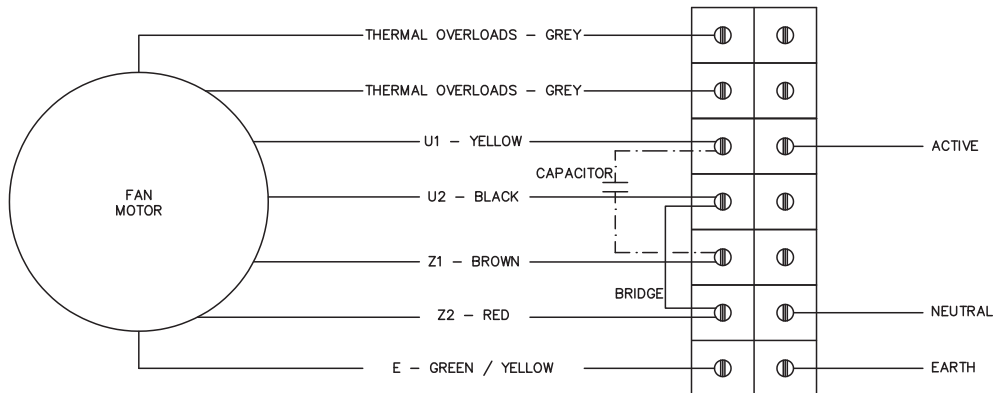 THERMAL OVERLOADS - GREY
THERMAL OVERLOADS - GREY
U1 - YELLOW
ACTIVE
CAPACITOR
FAN
MOTOR
U2 - BLACK
Z1 - BROWN
BRIDGE
Z2 - RED
NEUTRAL
E - GREEN / YELLOW
EARTH